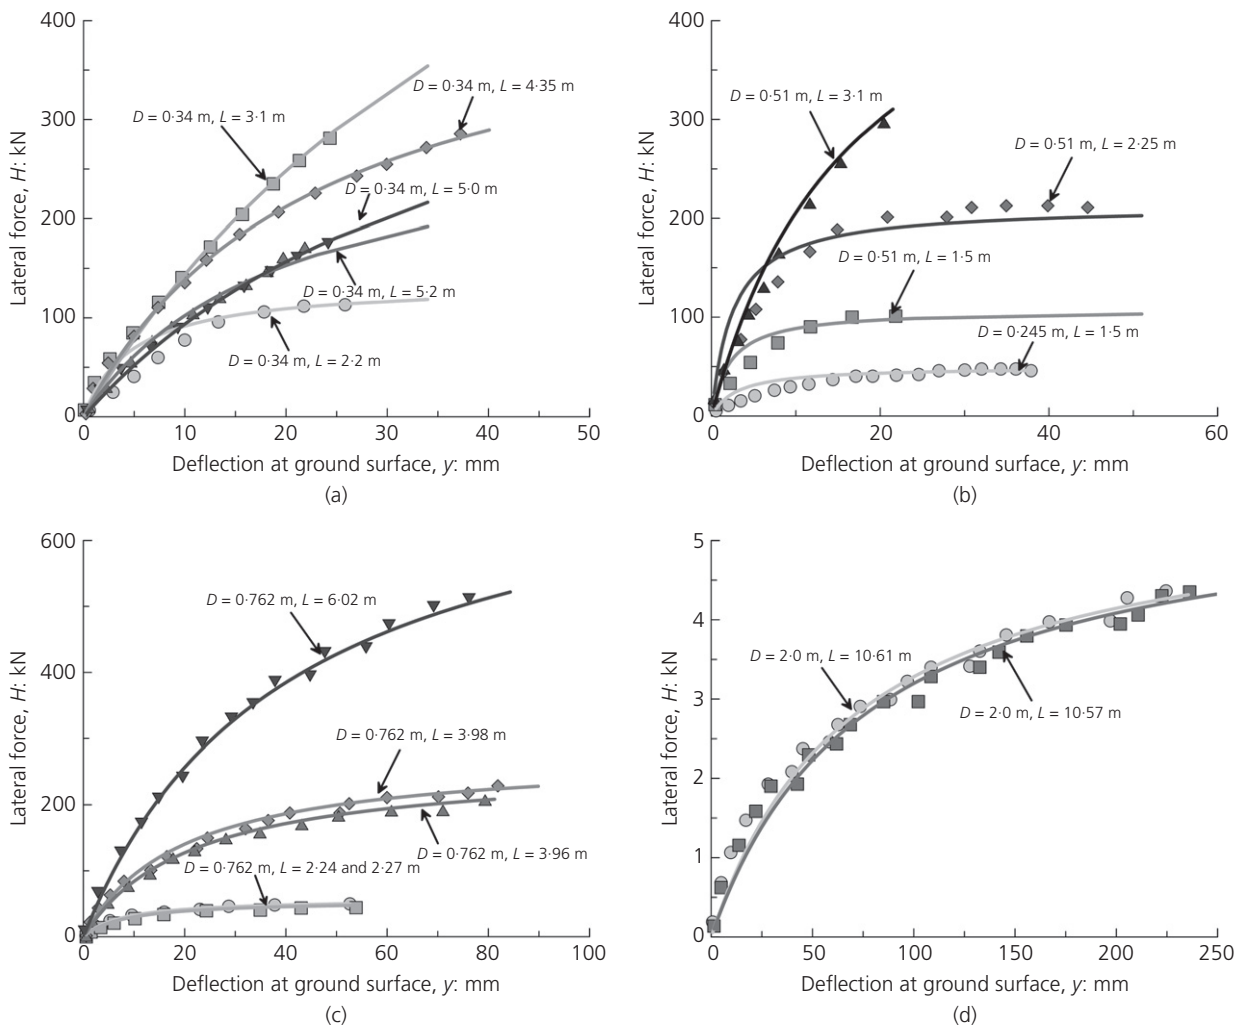 400
300
200
100
0
Lateral force, H: kN
D = 0·34 m, L = 3·1 m
D = 0·34 m, L = 4·35 m
D = 0·34 m, L = 5·0 m
D = 0·34 m, L = 5·2 m
D = 0·34 m, L = 2·2 m
0 10 20 30 40 50
Deflection at ground surface, y: mm
(a)
400
300
200
100
0
Lateral force, H: kN
D = 0·51 m, L = 3·1 m
D = 0·51 m, L = 2·25 m
D = 0·51 m, L = 1·5 m
D = 0·245 m, L = 1·5 m
0 20 40 60
Deflection at ground surface, y: mm
(b)
600
400
200
0
Lateral force, H: kN
D = 0·762 m, L = 6·02 m
D = 0·762 m, L = 3·98 m
D = 0·762 m, L = 3·96 m
D = 0·762 m, L = 2·24 and 2·27 m
0 20 40 60 80 100
Deflection at ground surface, y: mm
(c)
5
4
3
2
1
0
Lateral force, H: kN
D = 2·0 m, L = 10·61 m
D = 2·0 m, L = 10·57 m
0 50 100 150 200 250
Deflection at ground surface, y: mm
(d)